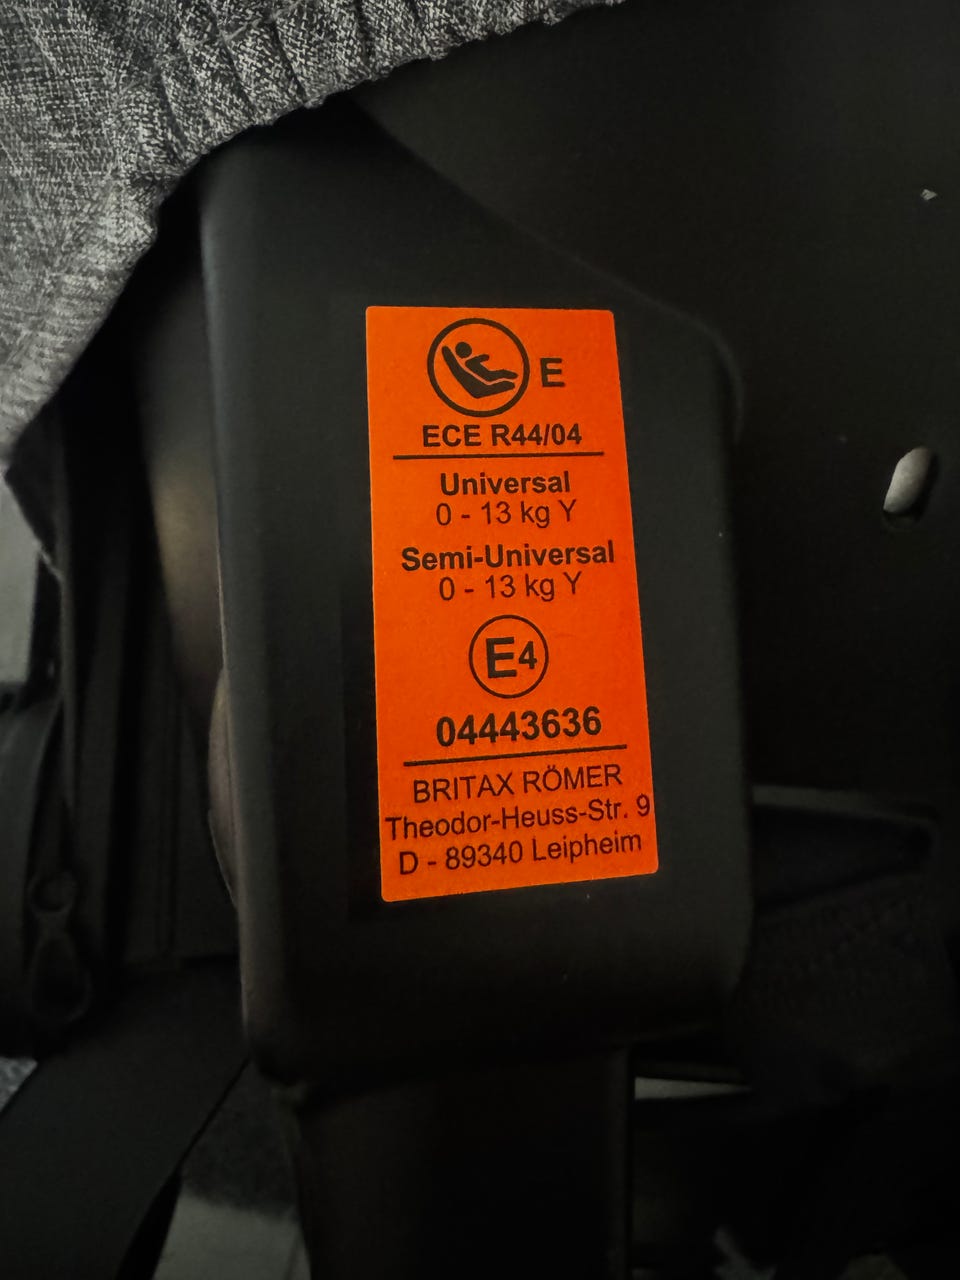 E
ECE R44/04
Universal
0 - 13 kg Y
Semi-Universal
0 - 13 kg Y
E4
04443636
BRITAX RÖMER
Theodor-Heuss-Str. 9
D - 89340 Leipheim